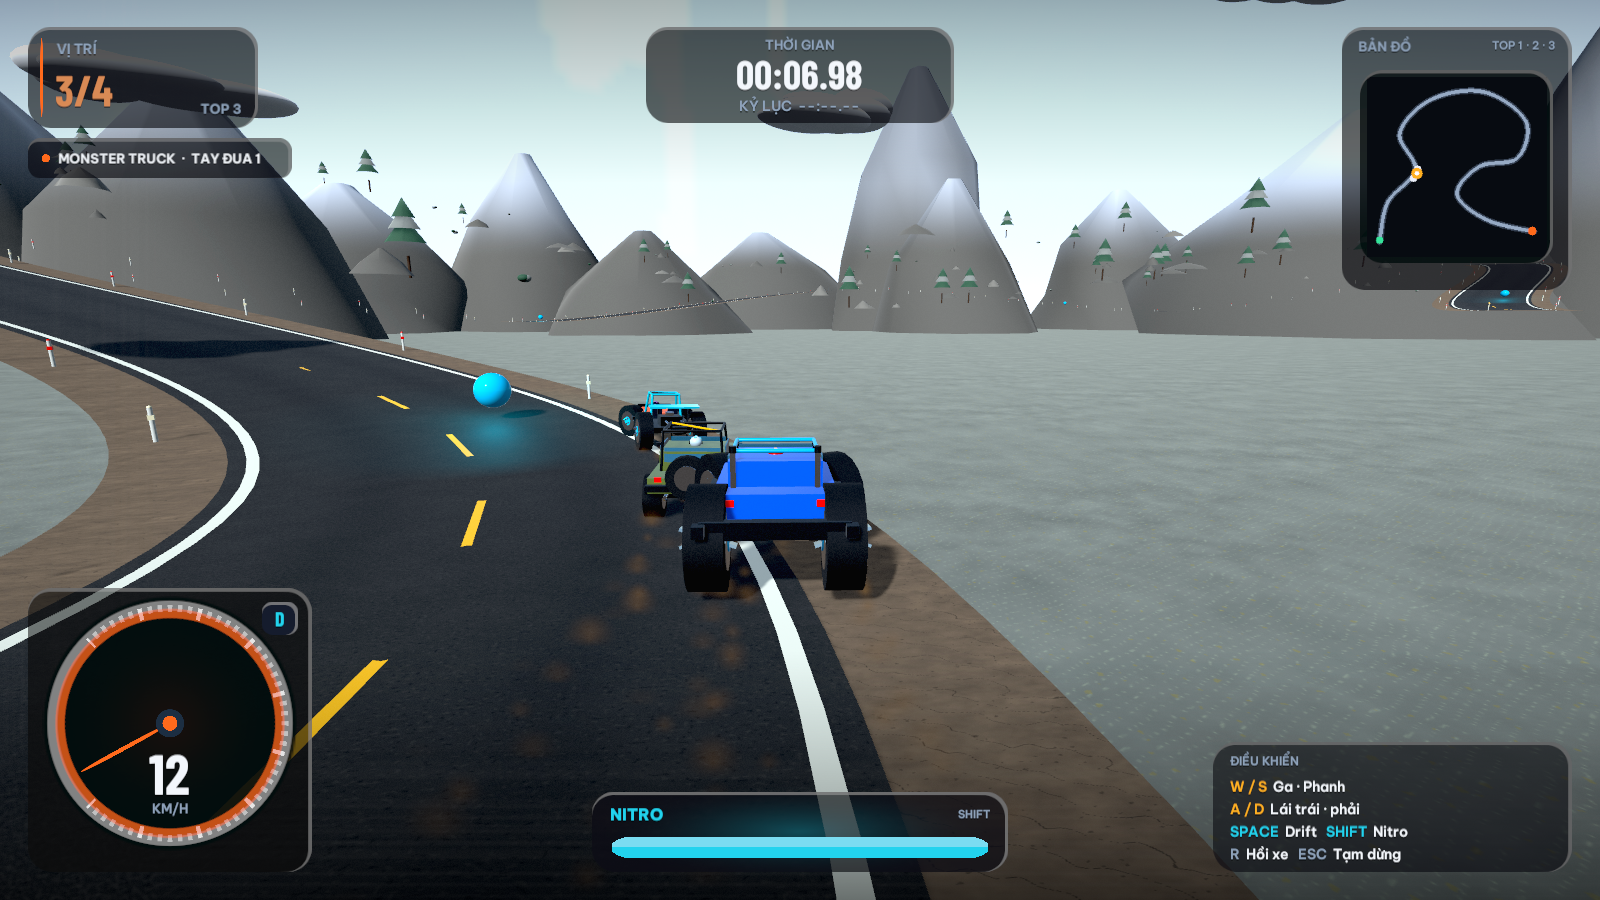 VỊ TRÍ
3/4
TOP 3
MONSTER TRUCK · TAY ĐUA 1
THỜI GIAN
00:06.98
KỶ LỤC --:--.--
BẢN ĐỒ
TOP 1 · 2 · 3
D
12
KM/H
NITRO
SHIFT
ĐIỀU KHIỂN
W / S Ga · Phanh
A / D Lái trái · phải
SPACE Drift SHIFT Nitro
R Hồi xe ESC Tạm dừng